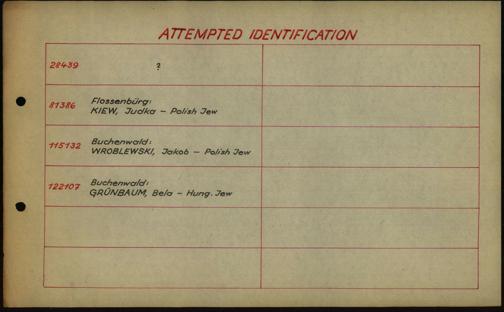 ATTEMPTED IDENTIFICATION
28439 ?
81386 Flossenbürg:
KIEW, Judka – Polish Jew
115132 Buchenwald:
WROBLEWSKI, Jakob – Polish Jew
122107 Buchenwald:
GRÜNBAUM, Bela – Hung. Jew